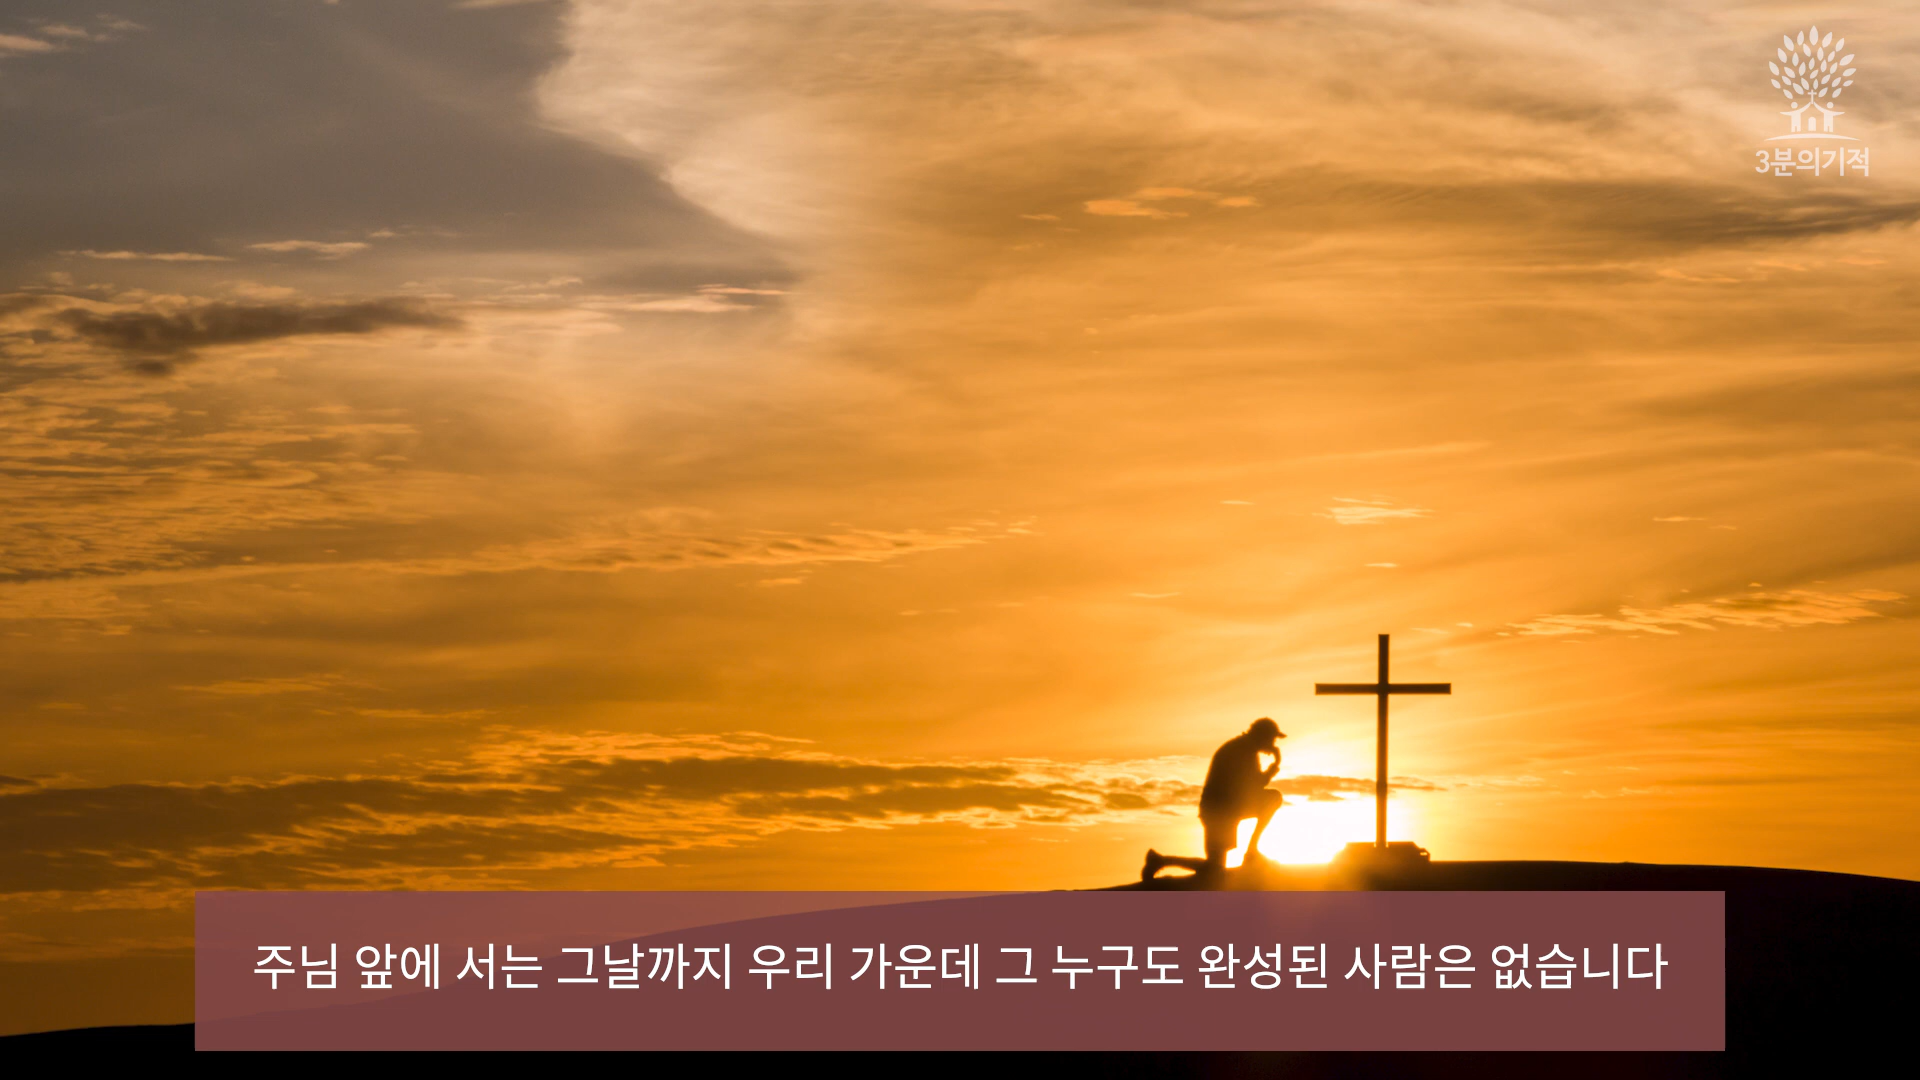 3분의기적
주님 앞에 서는 그날까지 우리 가운데 그 누구도 완성된 사람은 없습니다